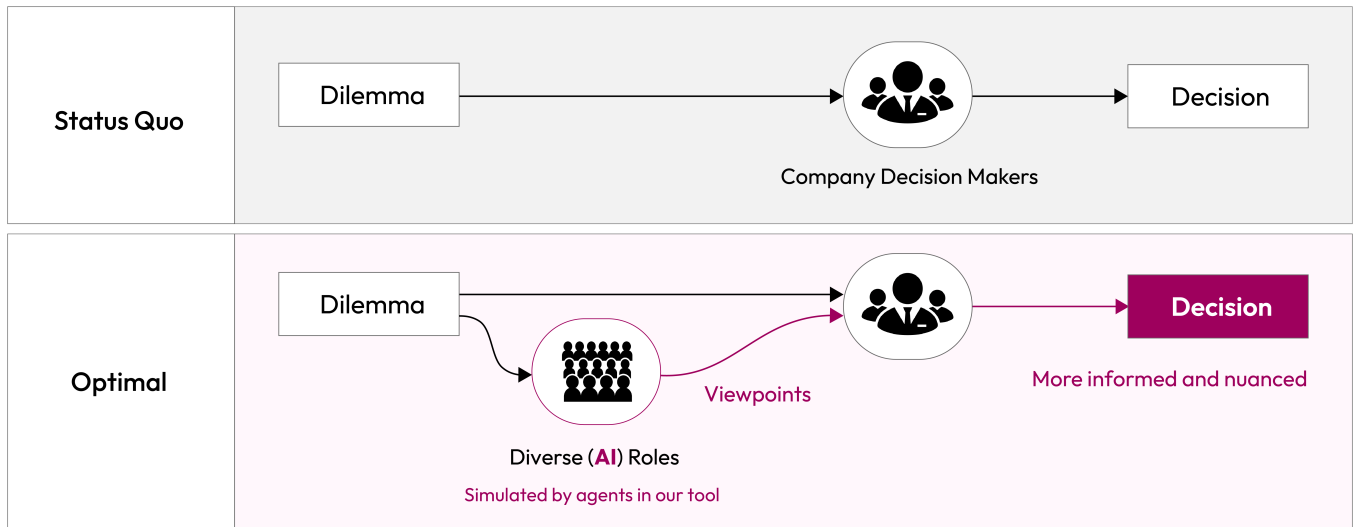 Status Quo
Dilemma
Company Decision Makers
Decision
Optimal
Dilemma
Diverse (AI) Roles
Simulated by agents in our tool
Viewpoints
Decision
More informed and nuanced